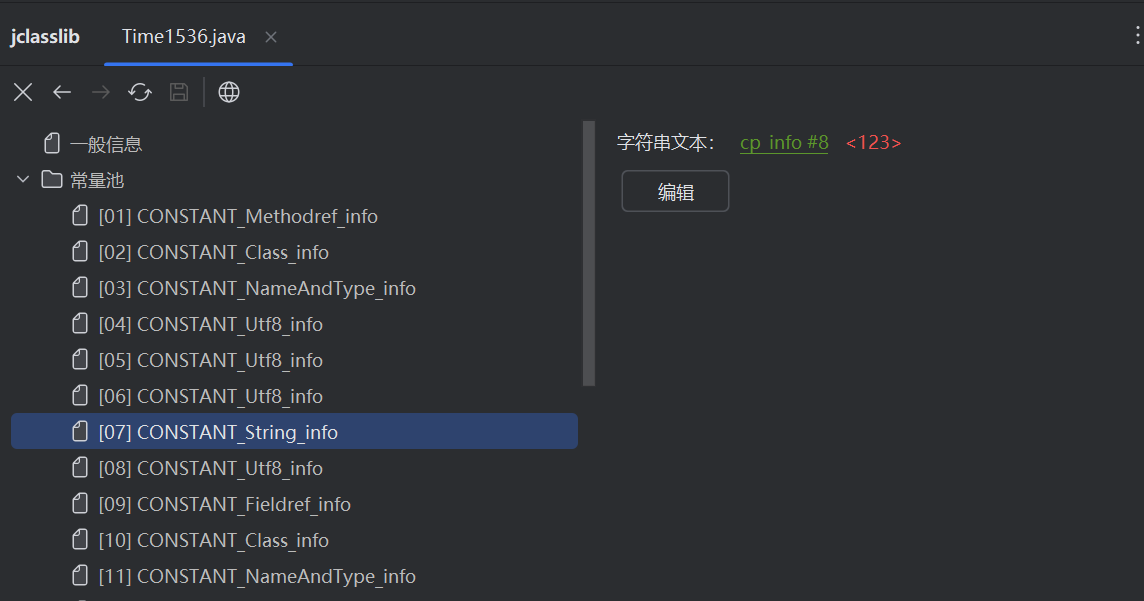 jclasslib
Time1536.java
一般信息
常量池
[01] CONSTANT_Methodref_info
[02] CONSTANT_Class_info
[03] CONSTANT_NameAndType_info
[04] CONSTANT_Utf8_info
[05] CONSTANT_Utf8_info
[06] CONSTANT_Utf8_info
[07] CONSTANT_String_info
[08] CONSTANT_Utf8_info
[09] CONSTANT_Fieldref_info
[10] CONSTANT_Class_info
[11] CONSTANT_NameAndType_info
字符串文本： cp_info #8 <123>
编辑